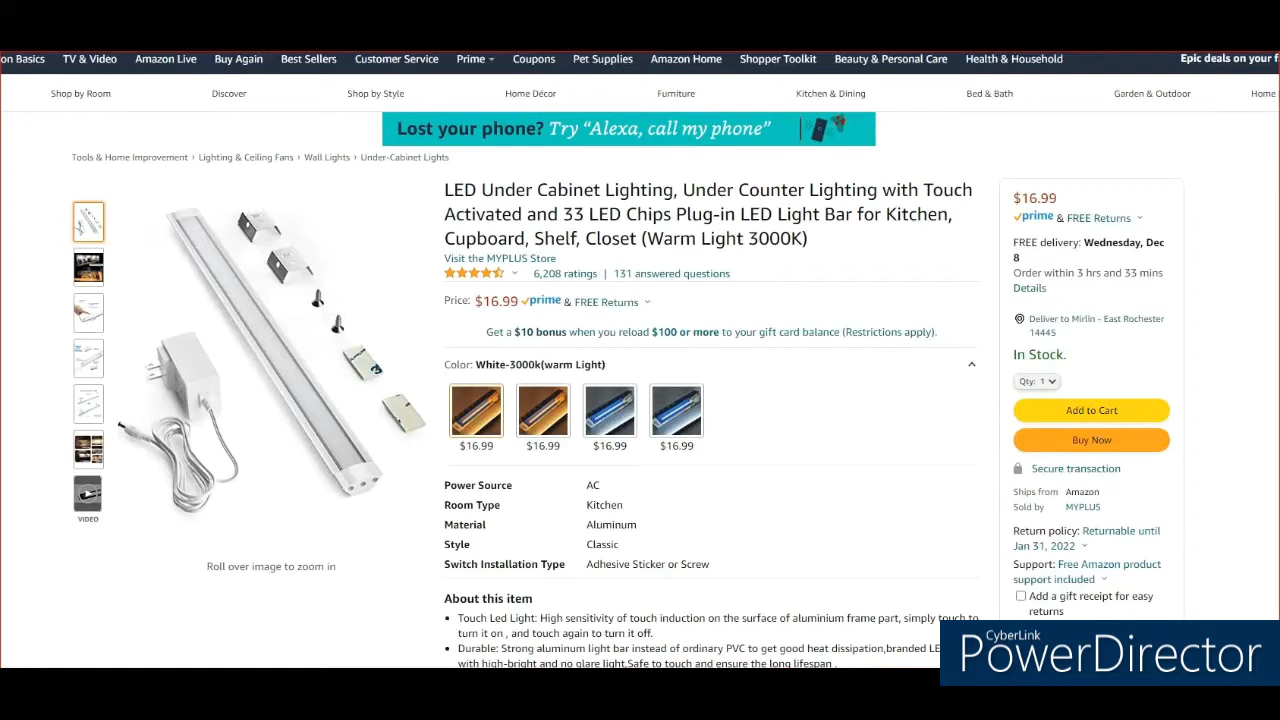 on Basics TV & Video Amazon Live Buy Again Best Sellers Customer Service Prime Coupons Pet Supplies Amazon Home Shopper Toolkit Beauty & Personal Care Health & Household Epic deals on your f
Shop by Room Discover Shop by Style Home Décor Furniture Kitchen & Dining Bed & Bath Garden & Outdoor Home
Lost your phone? Try “Alexa, call my phone”
Tools & Home Improvement › Lighting & Ceiling Fans › Wall Lights › Under-Cabinet Lights
LED Under Cabinet Lighting, Under Counter Lighting with Touch
Activated and 33 LED Chips Plug-in LED Light Bar for Kitchen,
Cupboard, Shelf, Closet (Warm Light 3000K)
Visit the MYPLUS Store
6,208 ratings | 131 answered questions
Price: $16.99 prime & FREE Returns
Get a $10 bonus when you reload $100 or more to your gift card balance (Restrictions apply).
Color: White-3000k(warm Light)
$16.99 $16.99 $16.99 $16.99
Power Source AC
Room Type Kitchen
Material Aluminum
Style Classic
Switch Installation Type Adhesive Sticker or Screw
About this item
• Touch Led Light: High sensitivity of touch induction on the surface of aluminium frame part, simply touch to
turn it on , and touch again to turn it off.
• Durable: Strong aluminum light bar instead of ordinary PVC to get good heat dissipation,branded LE
with high-bright and no glare light,Safe to touch and ensure the long lifespan .
VIDEO
Roll over image to zoom in
$16.99
prime & FREE Returns
FREE delivery: Wednesday, Dec
8
Order within 3 hrs and 33 mins
Details
Deliver to Mirlin - East Rochester
14445
In Stock.
Qty: 1
Add to Cart
Buy Now
Secure transaction
Ships from Amazon
Sold by MYPLUS
Return policy: Returnable until
Jan 31, 2022
Support: Free Amazon product
support included
Add a gift receipt for easy
returns
CyberLink
PowerDirector